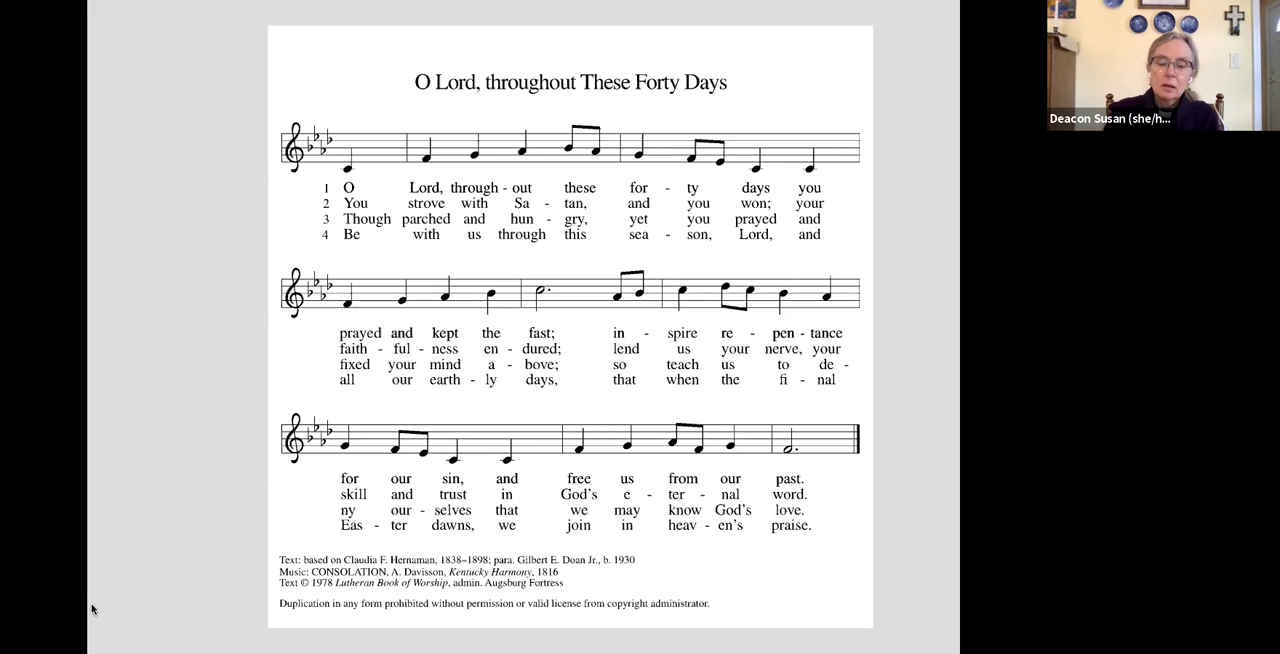 O Lord, throughout These Forty Days
1 O Lord, through - out these for - ty days you
2 You strove with Sa - tan, and you won; your
3 Though parched and hun - gry, yet you prayed and
4 Be with us through this sea - son, Lord, and
prayed and kept the fast; in - spire re - pen - tance
faith - ful - ness en - dured; lend us your nerve, your
fixed your mind a - bove; so teach us to de -
all our earth - ly days, that when the fi - nal
for our sin, and free us from our past.
skill and trust in God's e - ter - nal word.
ny our - selves that we may know God's love.
Eas - ter dawns, we join in heav - en's praise.
Text: based on Claudia F. Hernaman, 1838–1898; para. Gilbert E. Doan Jr., b. 1930
Music: CONSOLATION, A. Davisson, Kentucky Harmony, 1816
Text © 1978 Lutheran Book of Worship, admin. Augsburg Fortress
Duplication in any form prohibited without permission or valid license from copyright administrator.
Deacon Susan (she/h...